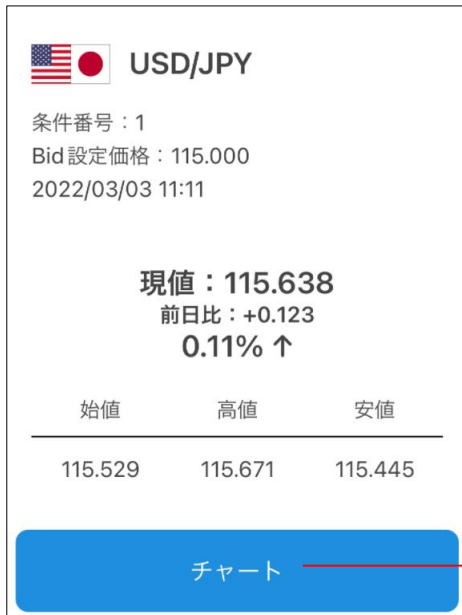 USD/JPY
条件番号：1
Bid設定価格：115.000
2022/03/03 11:11
現値：115.638
前日比：+0.123
0.11% ↑
始値 高値 安値
115.529 115.671 115.445
チャート